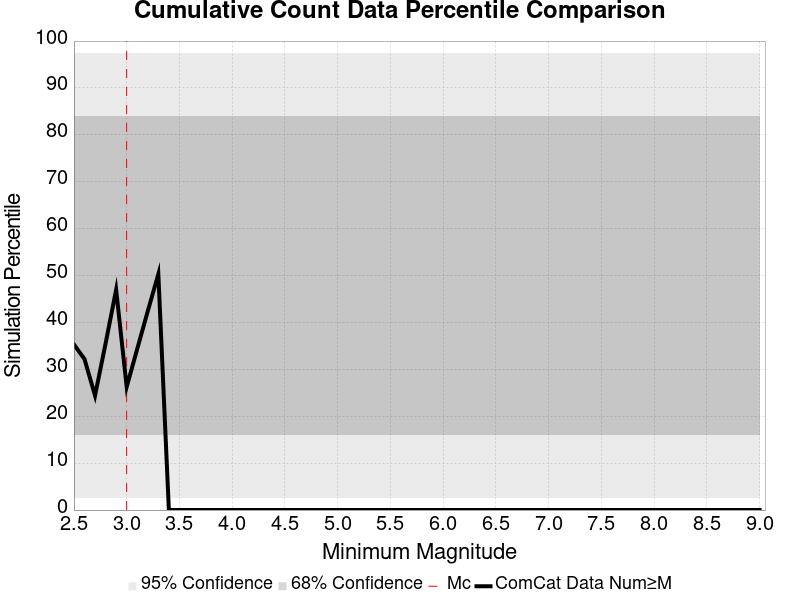 Cumulative Count Data Percentile Comparison
100
90
80
70
60
50
40
30
20
10
0
Simulation Percentile
2.5 3.0 3.5 4.0 4.5 5.0 5.5 6.0 6.5 7.0 7.5 8.0 8.5 9.0
Minimum Magnitude
95% Confidence 68% Confidence Mc ComCat Data Num≥M